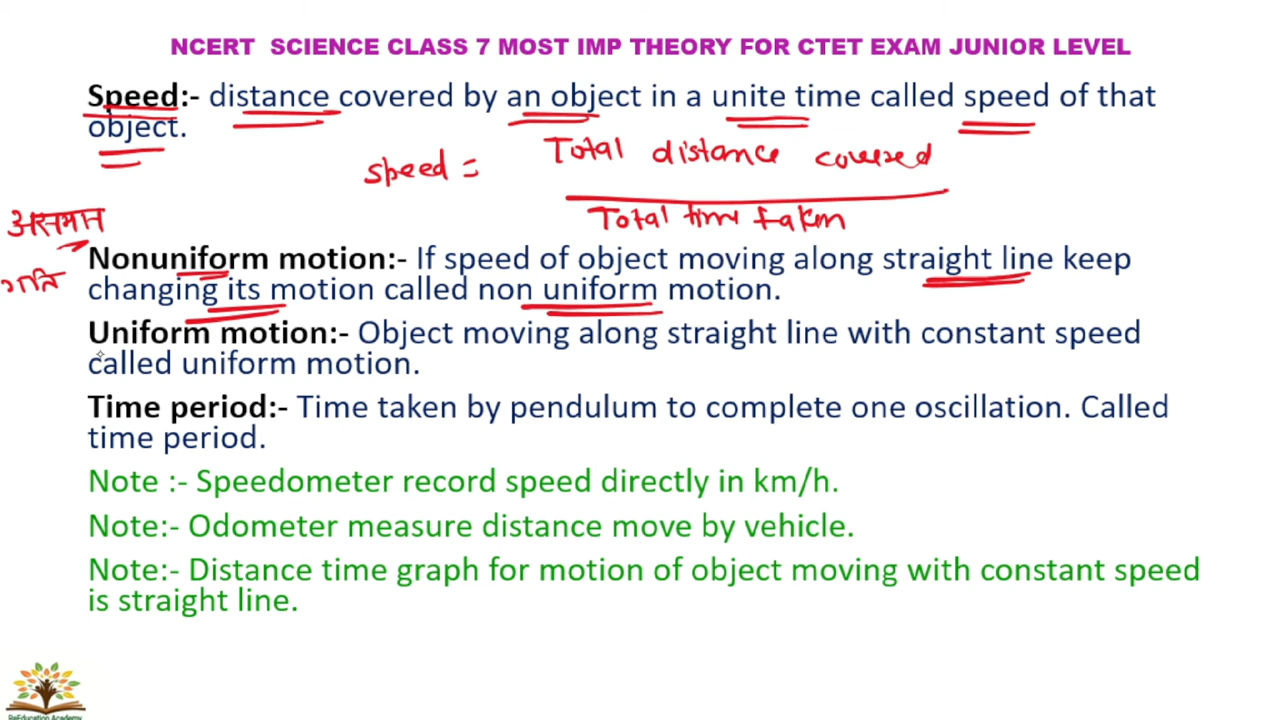 NCERT SCIENCE CLASS 7 MOST IMP THEORY FOR CTET EXAM JUNIOR LEVEL
Speed:- distance covered by an object in a unite time called speed of that
object.
speed = Total distance covered
Total time taken
असमान
गति
Nonuniform motion:- If speed of object moving along straight line keep
changing its motion called non uniform motion.
Uniform motion:- Object moving along straight line with constant speed
called uniform motion.
Time period:- Time taken by pendulum to complete one oscillation. Called
time period.
Note :- Speedometer record speed directly in km/h.
Note:- Odometer measure distance move by vehicle.
Note:- Distance time graph for motion of object moving with constant speed
is straight line.
BeEducation Academy